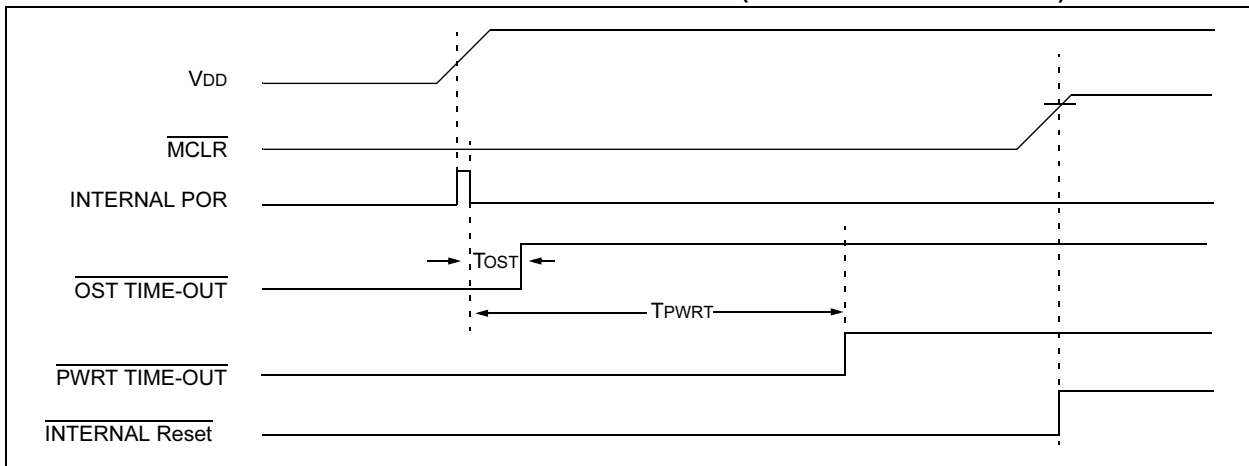 VDD
MCLR
INTERNAL POR
TOST
OST TIME-OUT
TPWRT
PWRT TIME-OUT
INTERNAL Reset